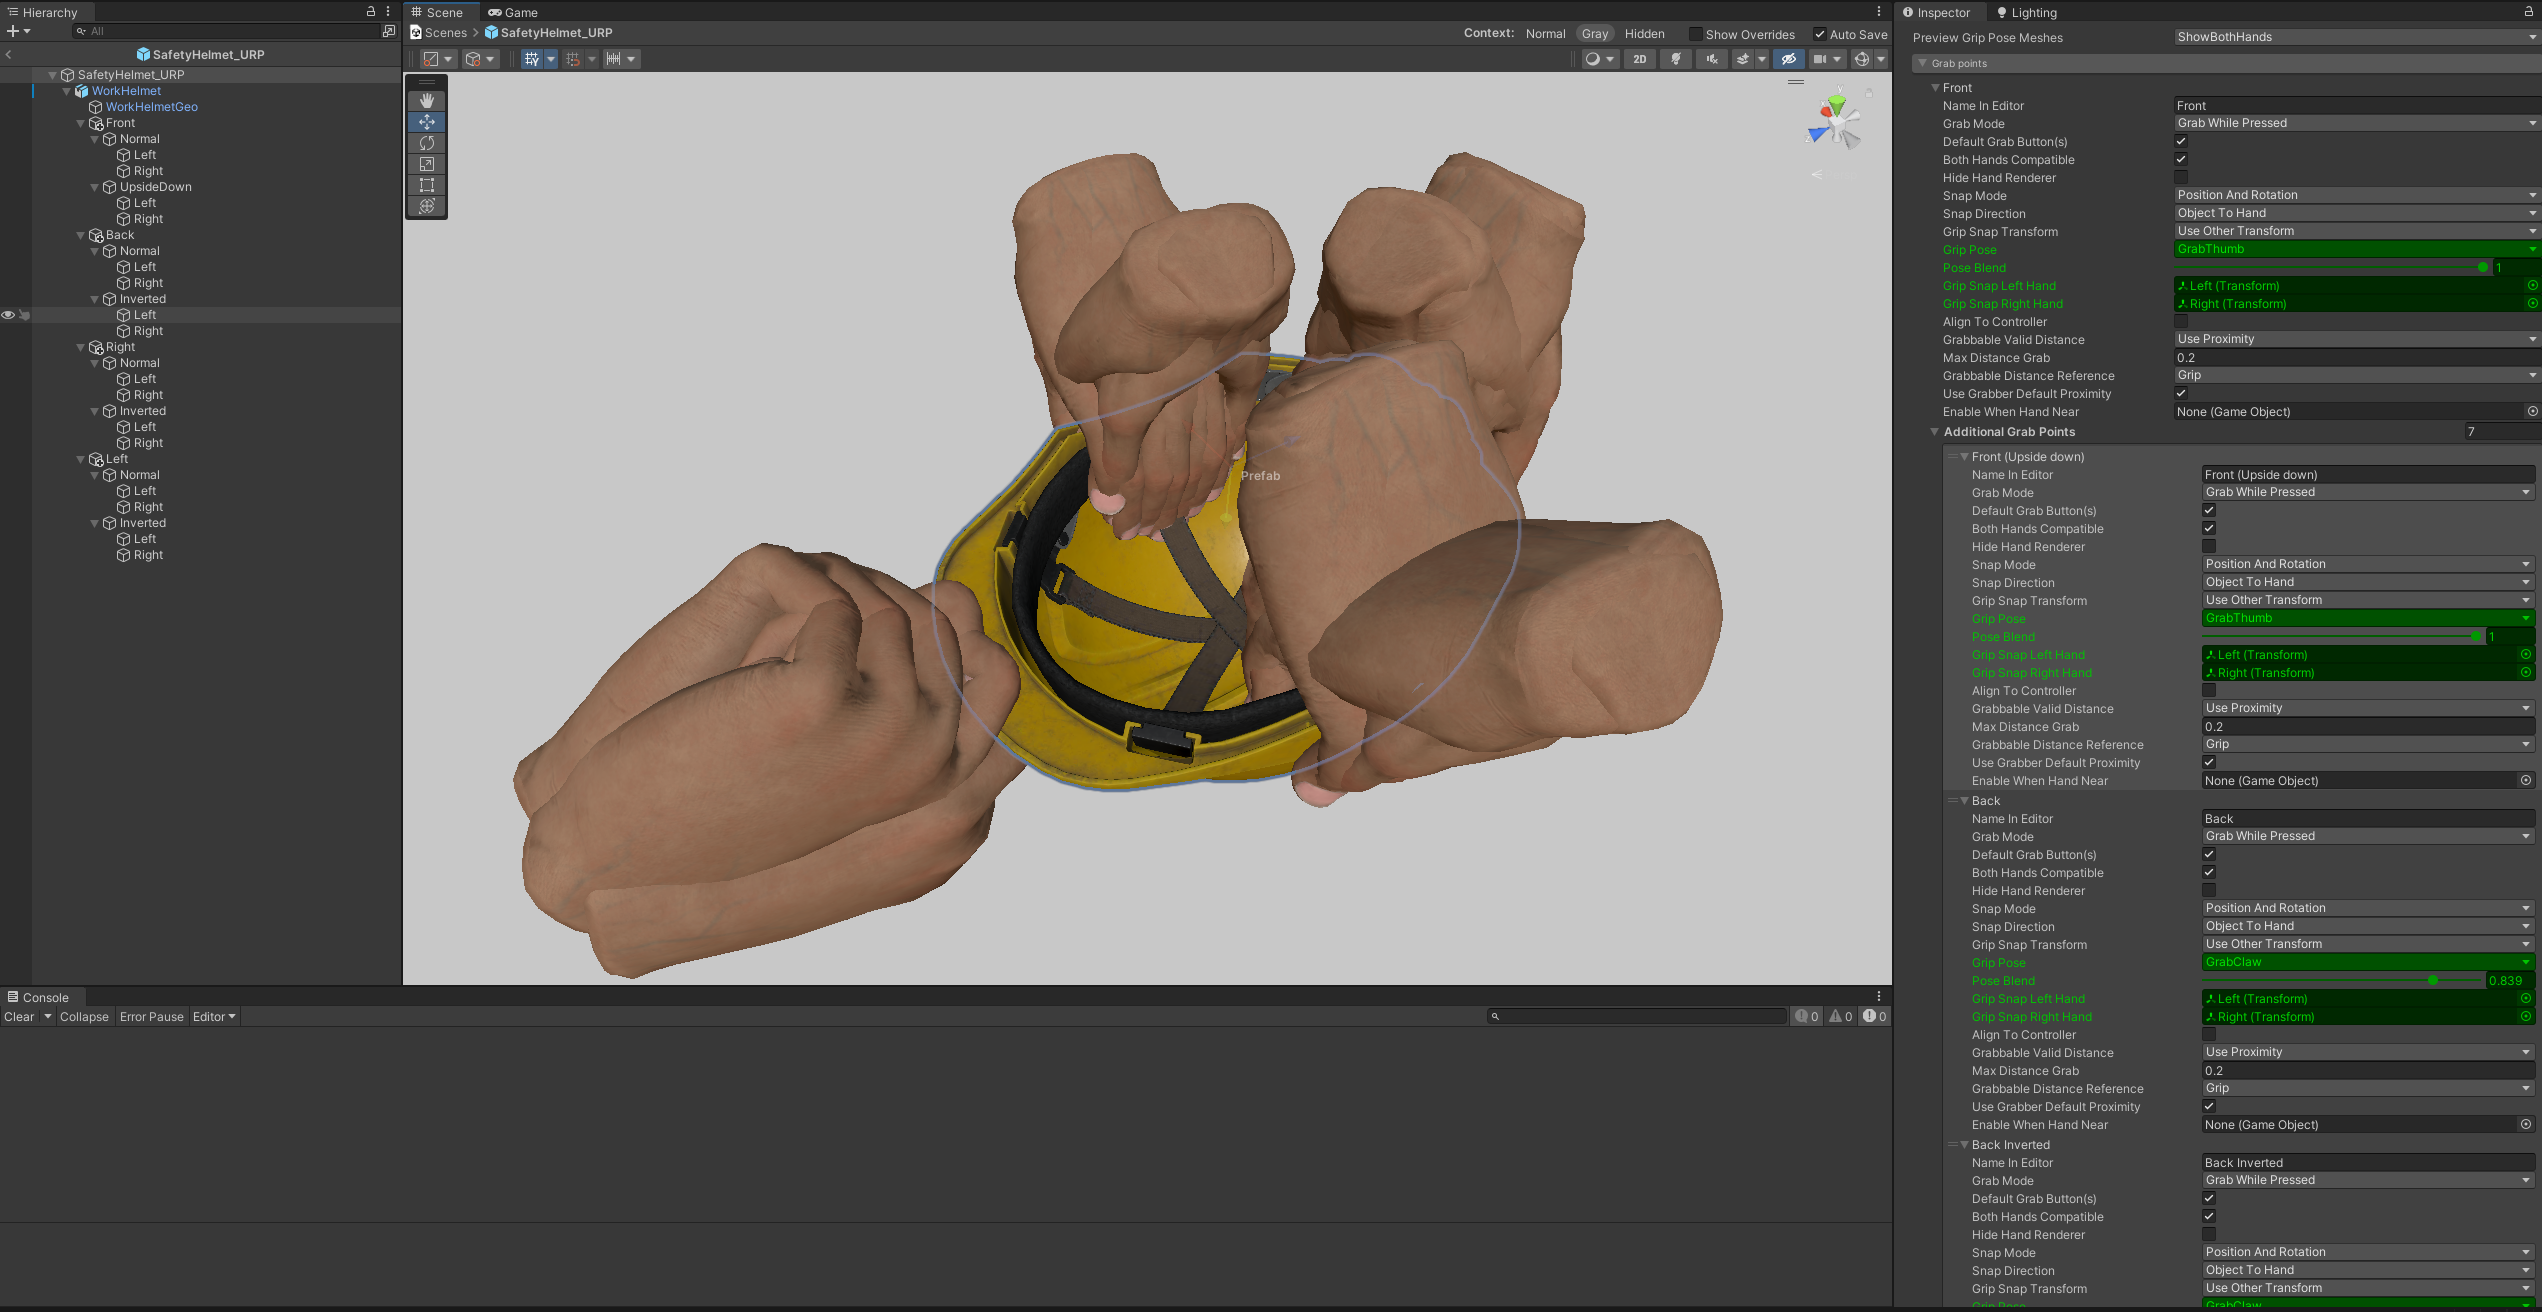 Hierarchy
All
SafetyHelmet_URP
SafetyHelmet_URP
WorkHelmet
WorkHelmetGeo
Front
Normal
Left
Right
UpsideDown
Left
Right
Back
Normal
Left
Right
Inverted
Left
Right
Right
Normal
Left
Right
Inverted
Left
Right
Left
Normal
Left
Right
Inverted
Left
Right
Scene Game
Scenes SafetyHelmet_URP
Context: Normal Gray Hidden Show Overrides Auto Save
2D
y
Prefab
Console
Clear Collapse Error Pause Editor
0 0 0
Inspector Lighting
Preview Grip Pose Meshes ShowBothHands
Grab points
Front
Name In Editor Front
Grab Mode Grab While Pressed
Default Grab Button(s)
Both Hands Compatible
Hide Hand Renderer
Snap Mode Position And Rotation
Snap Direction Object To Hand
Grip Snap Transform Use Other Transform
Grip Pose GrabThumb
Pose Blend 1
Grip Snap Left Hand Left (Transform)
Grip Snap Right Hand Right (Transform)
Align To Controller
Grabbable Valid Distance Use Proximity
Max Distance Grab 0.2
Grabbable Distance Reference Grip
Use Grabber Default Proximity
Enable When Hand Near None (Game Object)
Additional Grab Points 7
Front (Upside down)
Name In Editor Front (Upside down)
Grab Mode Grab While Pressed
Default Grab Button(s)
Both Hands Compatible
Hide Hand Renderer
Snap Mode Position And Rotation
Snap Direction Object To Hand
Grip Snap Transform Use Other Transform
Grip Pose GrabThumb
Pose Blend 1
Grip Snap Left Hand Left (Transform)
Grip Snap Right Hand Right (Transform)
Align To Controller
Grabbable Valid Distance Use Proximity
Max Distance Grab 0.2
Grabbable Distance Reference Grip
Use Grabber Default Proximity
Enable When Hand Near None (Game Object)
Back
Name In Editor Back
Grab Mode Grab While Pressed
Default Grab Button(s)
Both Hands Compatible
Hide Hand Renderer
Snap Mode Position And Rotation
Snap Direction Object To Hand
Grip Snap Transform Use Other Transform
Grip Pose GrabClaw
Pose Blend 0.839
Grip Snap Left Hand Left (Transform)
Grip Snap Right Hand Right (Transform)
Align To Controller
Grabbable Valid Distance Use Proximity
Max Distance Grab 0.2
Grabbable Distance Reference Grip
Use Grabber Default Proximity
Enable When Hand Near None (Game Object)
Back Inverted
Name In Editor Back Inverted
Grab Mode Grab While Pressed
Default Grab Button(s)
Both Hands Compatible
Hide Hand Renderer
Snap Mode Position And Rotation
Snap Direction Object To Hand
Grip Snap Transform Use Other Transform
Grip Pose GrabClaw